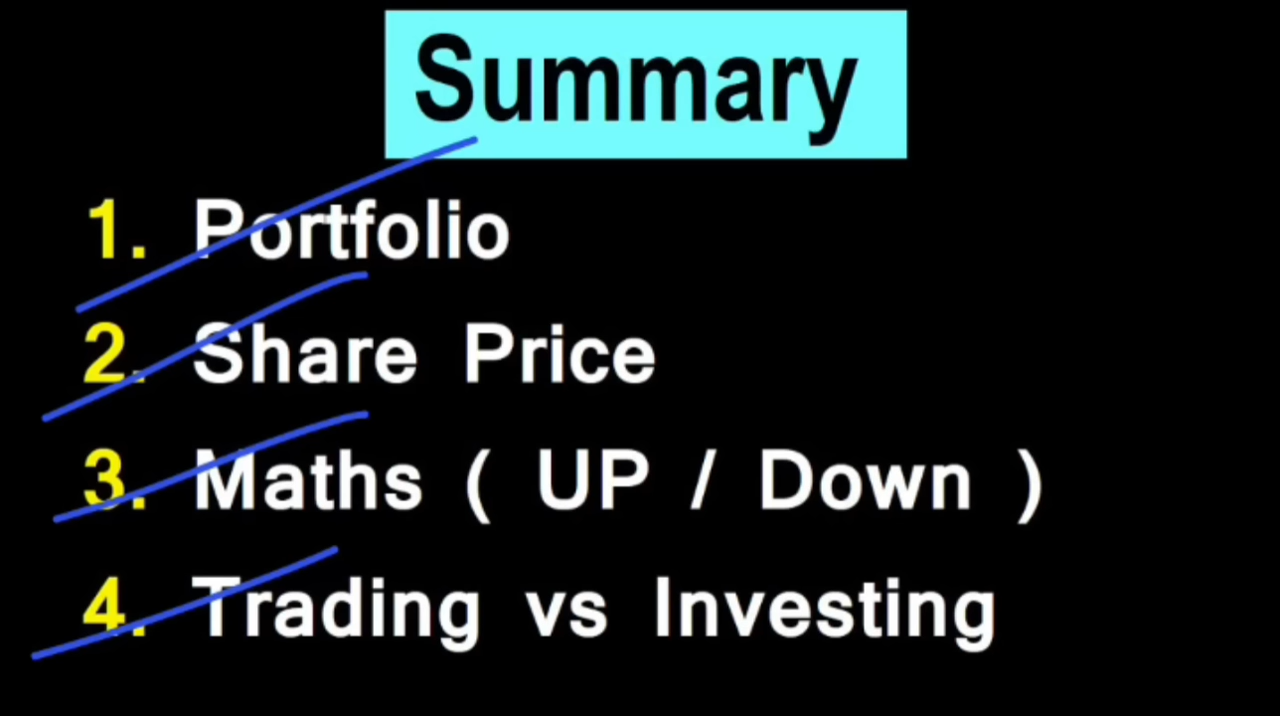 Summary
1. Portfolio
2. Share Price
3. Maths ( UP / Down )
4. Trading vs Investing